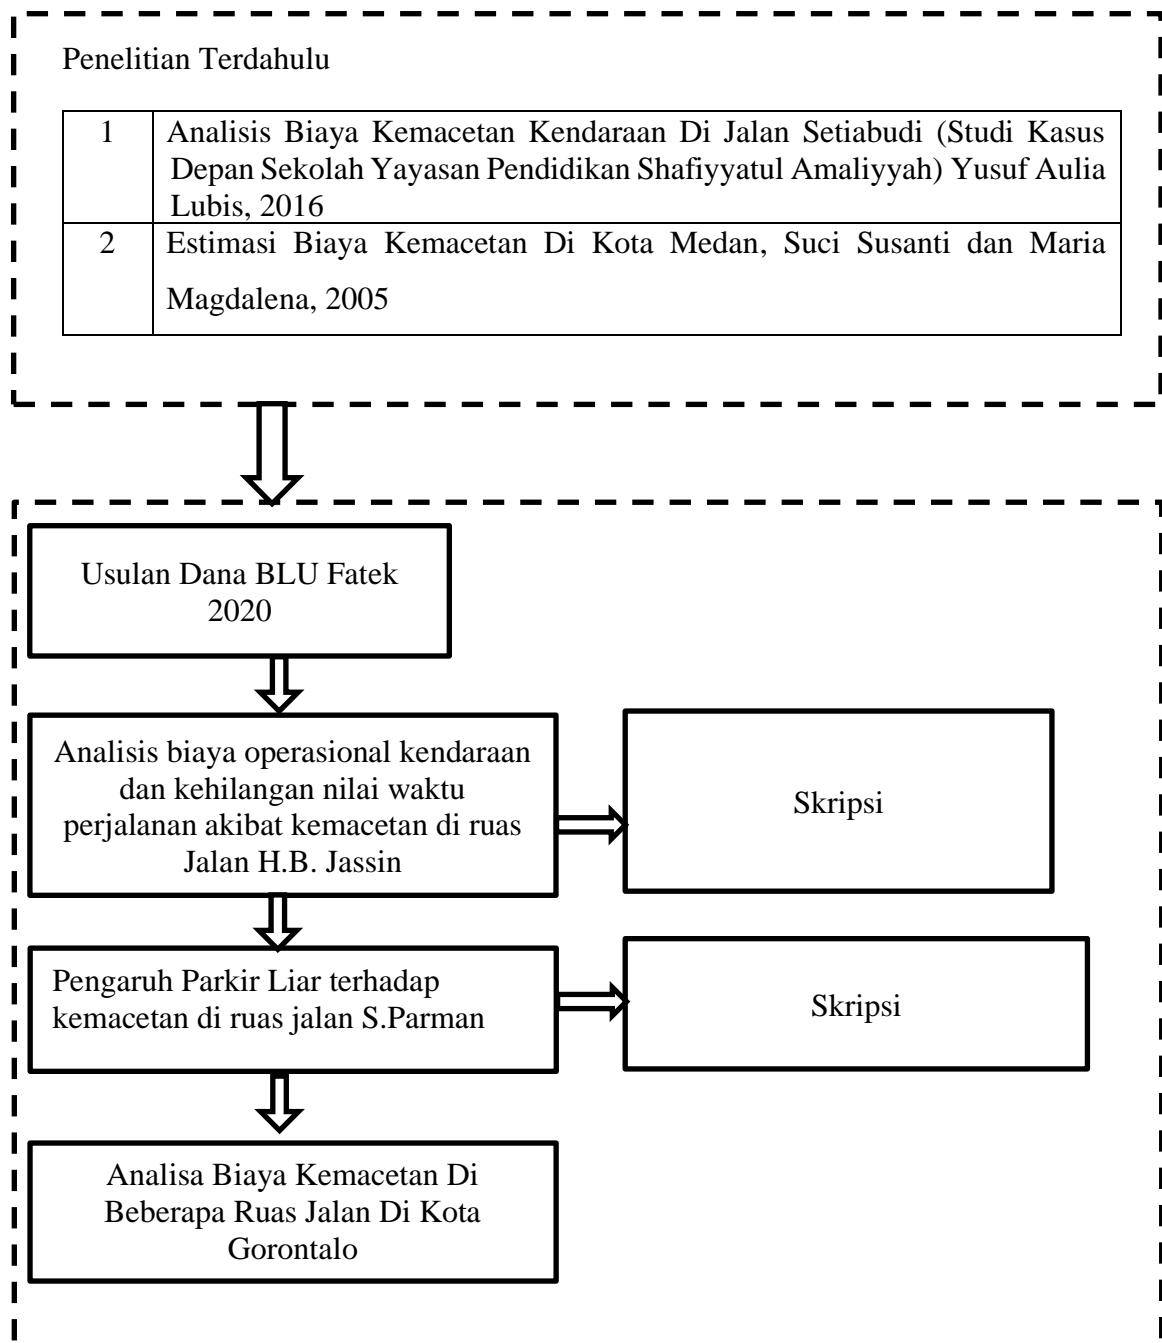 Penelitian Terdahulu
1
Analisis Biaya Kemacetan Kendaraan Di Jalan Setiabudi (Studi Kasus
Depan Sekolah Yayasan Pendidikan Shafiyyatul Amaliyyah) Yusuf Aulia
Lubis, 2016
2
Estimasi Biaya Kemacetan Di Kota Medan, Suci Susanti dan Maria
Magdalena, 2005
Usulan Dana BLU Fatek
2020
Analisis biaya operasional kendaraan
dan kehilangan nilai waktu
perjalanan akibat kemacetan di ruas
Jalan H.B. Jassin
Skripsi
Pengaruh Parkir Liar terhadap
kemacetan di ruas jalan S.Parman
Skripsi
Analisa Biaya Kemacetan Di
Beberapa Ruas Jalan Di Kota
Gorontalo